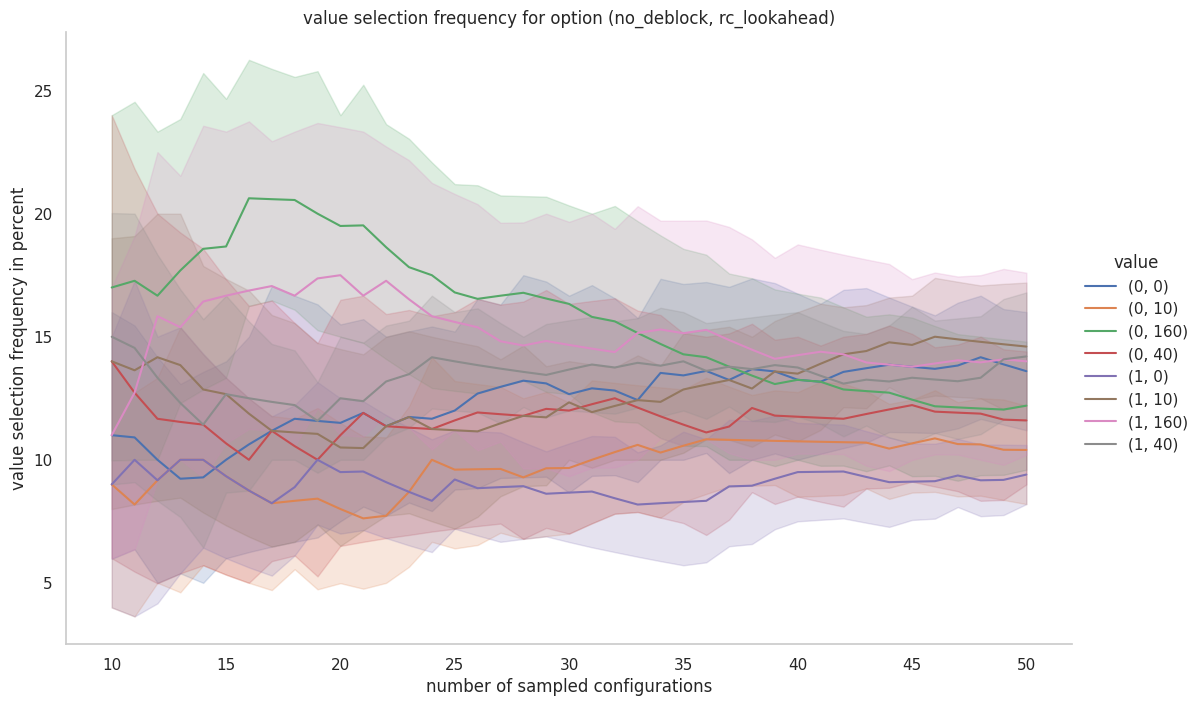 value selection frequency for option (no_deblock, rc_lookahead)
value selection frequency in percent
25
20
15
10
5
10 15 20 25 30 35 40 45 50
number of sampled configurations
value
(0, 0)
(0, 10)
(0, 160)
(0, 40)
(1, 0)
(1, 10)
(1, 160)
(1, 40)